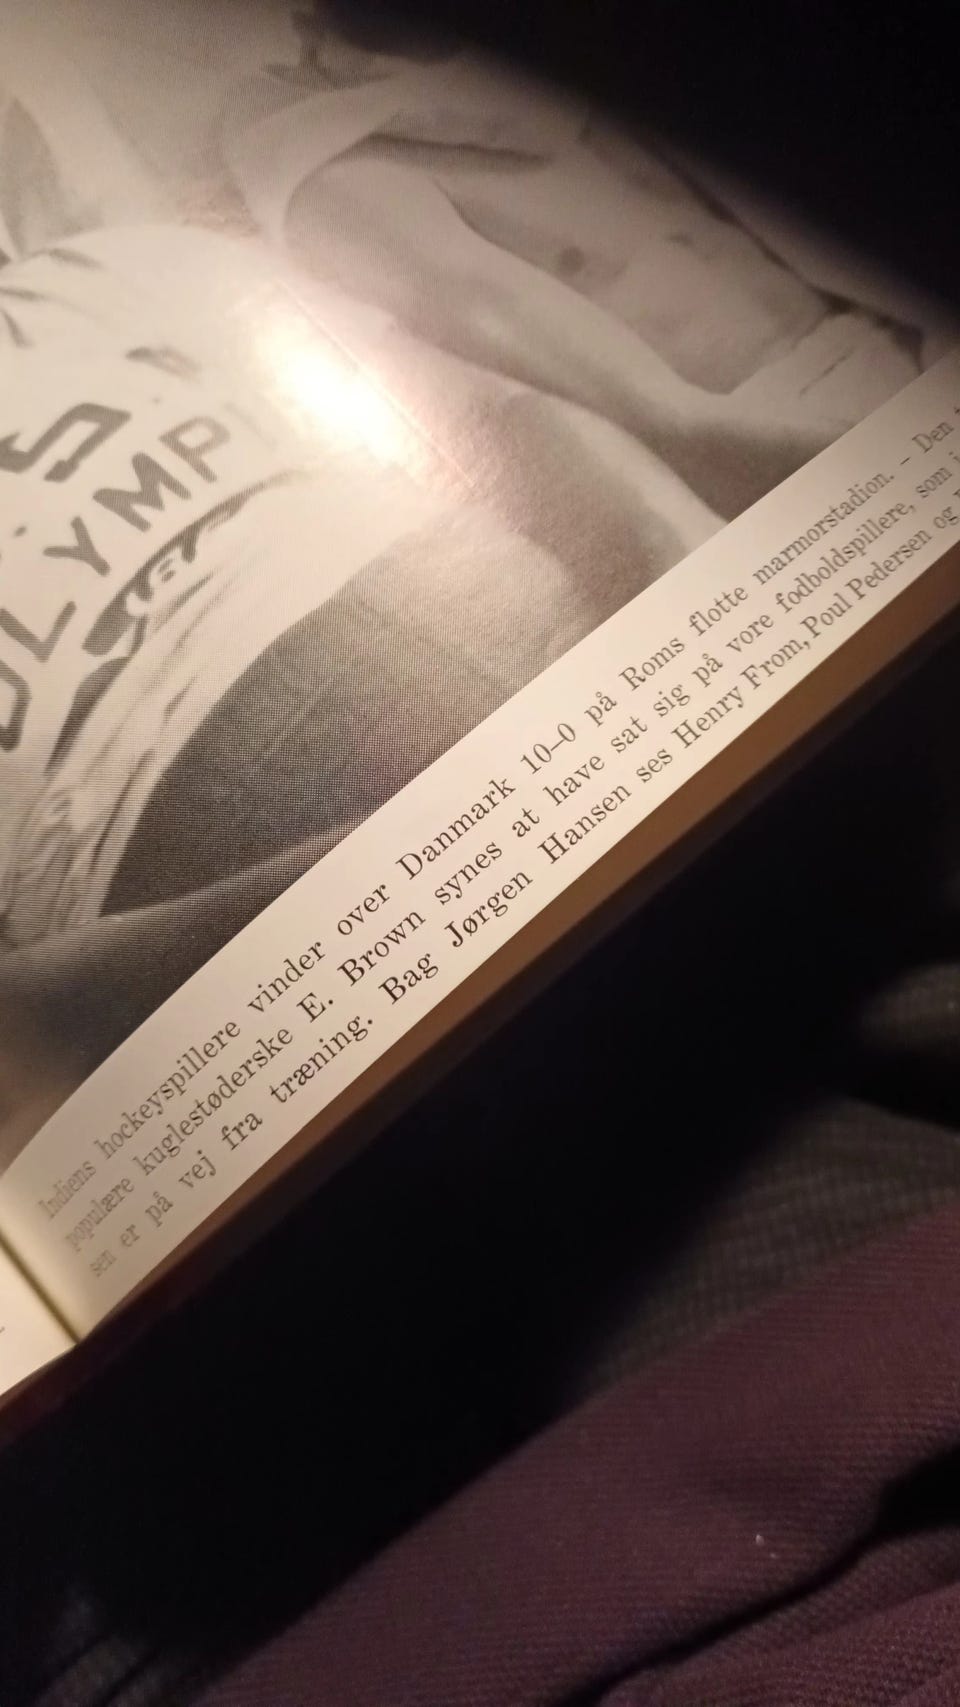 S
OLYMP
Indiens hockeyspillere vinder over Danmark 10–0 på Roms flotte marmorstadion. – Den
populære kuglestøderske E. Brown synes at have sat sig på vore fodboldspillere, som
sen er på vej fra træning. Bag Jørgen Hansen ses Henry From, Poul Pedersen og